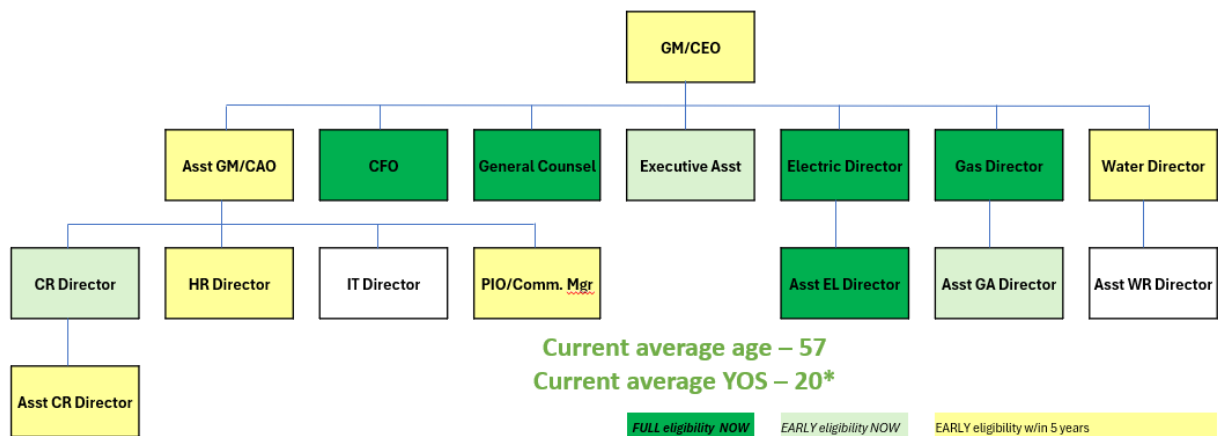 GM/CEO
Asst GM/CAO
CFO
General Counsel
Executive Asst
Electric Director
Gas Director
Water Director
CR Director
HR Director
IT Director
PIO/Comm. Mgr
Asst EL Director
Asst GA Director
Asst WR Director
Asst CR Director
Current average age – 57
Current average YOS – 20*
FULL eligibility NOW
EARLY eligibility NOW
EARLY eligibility w/in 5 years